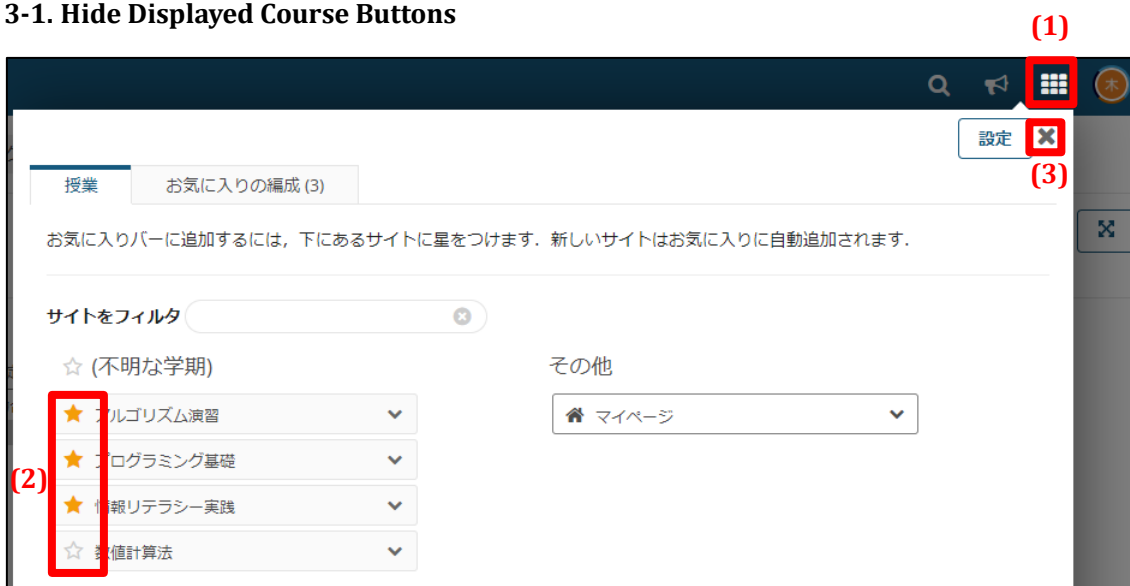 3-1. Hide Displayed Course Buttons
(1)
木
設定
(3)
授業
お気に入りの編成 (3)
お気に入りバーに追加するには，下にあるサイトに星をつけます．新しいサイトはお気に入りに自動追加されます．
サイトをフィルタ
(不明な学期)
アルゴリズム演習
プログラミング基礎
(2)
情報リテラシー実践
数値計算法
その他
マイページ